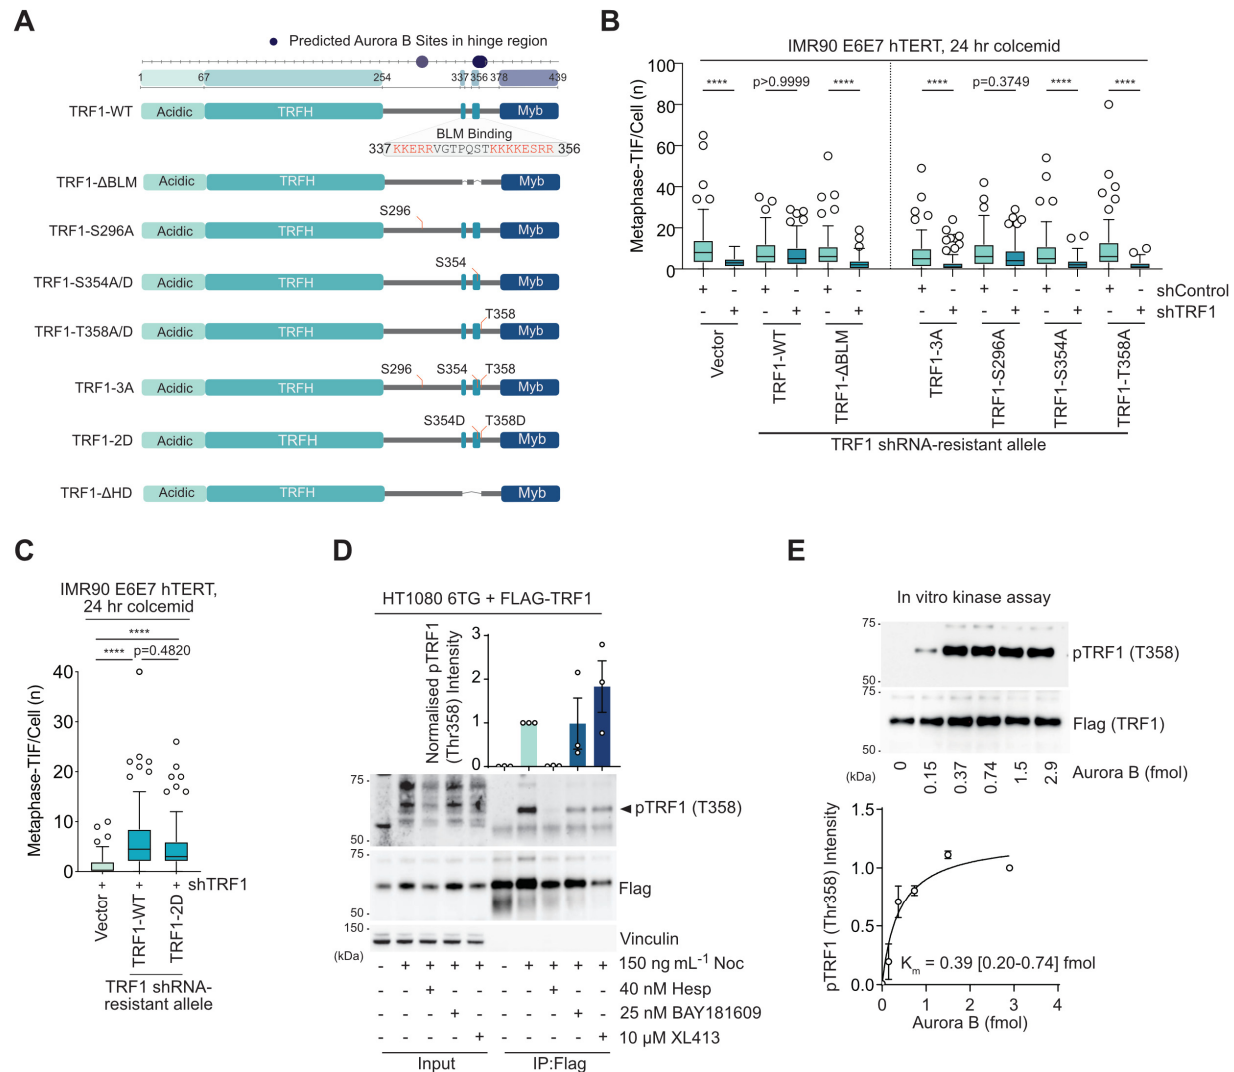 A
Predicted Aurora B Sites in hinge region
1 67 254 337 356 378 439
TRF1-WT Acidic TRFH Myb
BLM Binding
337 KKERRVGTPQSTKKKKESRR 356
TRF1-ΔBLM Acidic TRFH Myb
S296
TRF1-S296A Acidic TRFH Myb
S354
TRF1-S354A/D Acidic TRFH Myb
T358
TRF1-T358A/D Acidic TRFH Myb
S296 S354 T358
TRF1-3A Acidic TRFH Myb
S354D T358D
TRF1-2D Acidic TRFH Myb
TRF1-ΔHD Acidic TRFH Myb
B
IMR90 E6E7 hTERT, 24 hr colcemid
**** p>0.9999 **** **** p=0.3749 **** ****
Metaphase-TIF/Cell (n)
100
80
60
40
20
0
+ - + - + - + - + - + - + - shControl
- + - + - + - + - + - + - + shTRF1
Vector TRF1-WT TRF1-ΔBLM TRF1-3A TRF1-S296A TRF1-S354A TRF1-T358A
TRF1 shRNA-resistant allele
C
IMR90 E6E7 hTERT,
24 hr colcemid
****
**** p=0.4820
Metaphase-TIF/Cell (n)
40
30
20
10
0
+ + + shTRF1
Vector TRF1-WT TRF1-2D
TRF1 shRNA-
resistant allele
D
HT1080 6TG + FLAG-TRF1
Normalised pTRF1
(Thr358) Intensity
3
2
1
0
75
50
pTRF1 (T358)
75
50
Flag
150
(kDa)
Vinculin
- + + + + - + + + + 150 ng mL-1 Noc
- - + - - - - + - - 40 nM Hesp
- - - + - - - - + - 25 nM BAY181609
- - - - + - - - - + 10 µM XL413
Input IP:Flag
E
In vitro kinase assay
75
50
pTRF1 (T358)
75
50
Flag (TRF1)
(kDa) 0 0.15 0.37 0.74 1.5 2.9 Aurora B (fmol)
pTRF1 (Thr358) Intensity
1.5
1.0
0.5
0.0
Km = 0.39 [0.20-0.74] fmol
0 1 2 3 4
Aurora B (fmol)